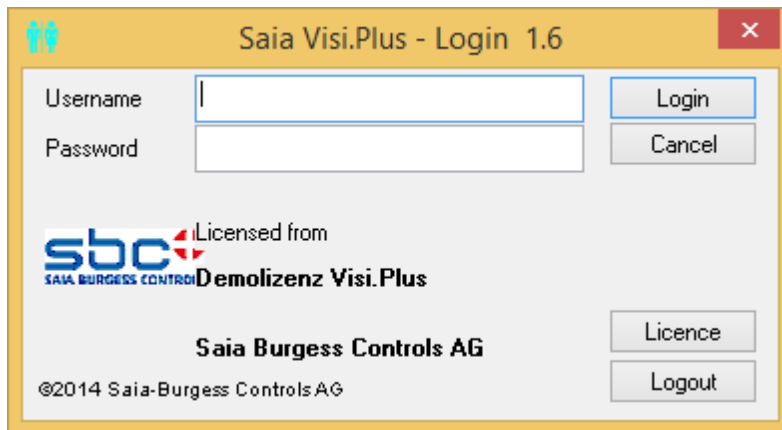 Saia Visi.Plus - Login 1.6
Username
Login
Password
Cancel
Licensed from
sbc
SAIA BURGESS CONTROL
Demolizenz Visi.Plus
Licence
Saia Burgess Controls AG
©2014 Saia-Burgess Controls AG
Logout